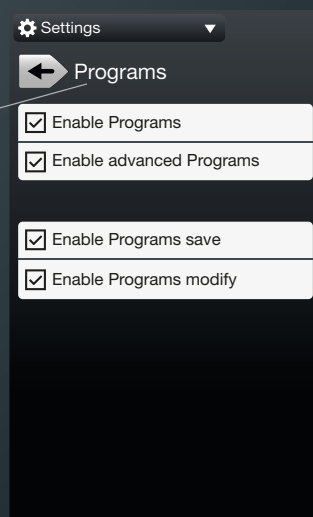 Settings
Programs
Enable Programs
Enable advanced Programs
Enable Programs save
Enable Programs modify